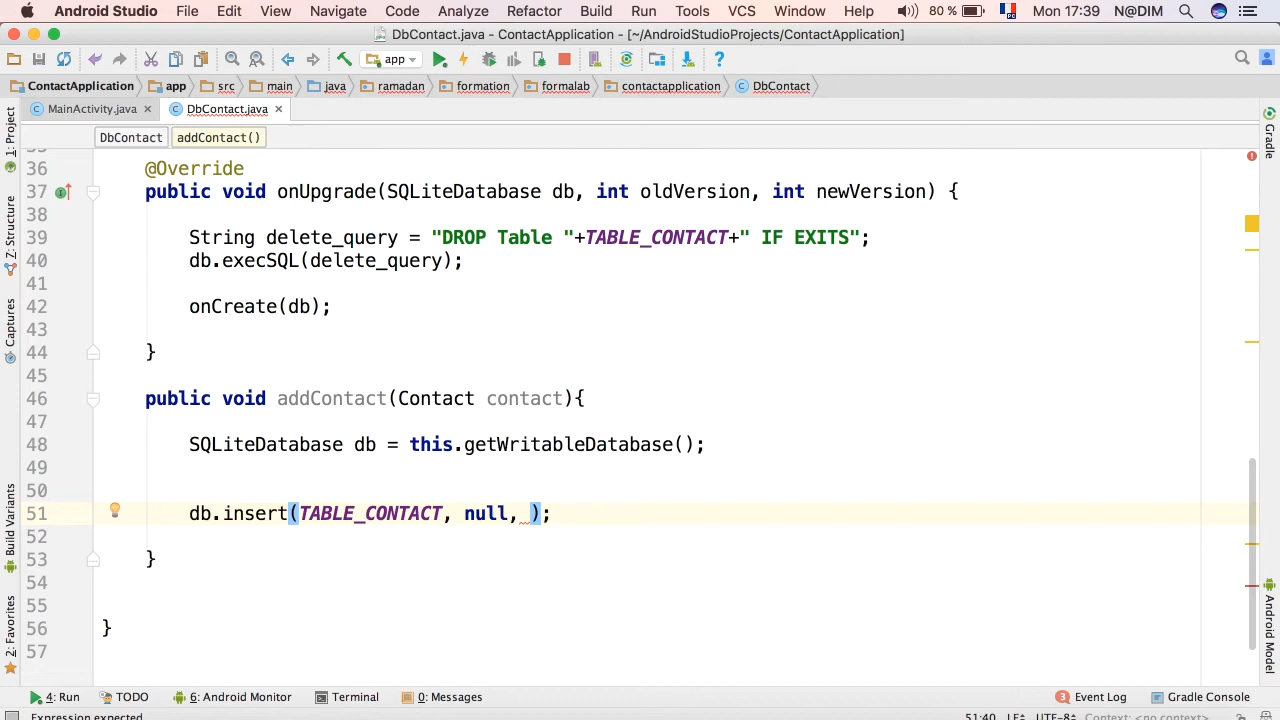 Android Studio File Edit View Navigate Code Analyze Refactor Build Run Tools VCS Window Help 80 % Mon 17:39 N@DIM
DbContact.java - ContactApplication - [~/AndroidStudioProjects/ContactApplication]
app
ContactApplication app src main java ramadan formation formalab contactapplication DbContact
MainActivity.java DbContact.java
DbContact addContact()
36 @Override
37 public void onUpgrade(SQLiteDatabase db, int oldVersion, int newVersion) {
38
39 String delete_query = "DROP Table "+TABLE_CONTACT+" IF EXITS";
40 db.execSQL(delete_query);
41
42 onCreate(db);
43
44 }
45
46 public void addContact(Contact contact){
47
48 SQLiteDatabase db = this.getWritableDatabase();
49
50
51 db.insert(TABLE_CONTACT, null, );
52
53 }
54
55
56 }
57
1: Project
7: Structure
Captures
Build Variants
2: Favorites
Gradle
Android Model
4: Run TODO 6: Android Monitor Terminal 0: Messages 3 Event Log Gradle Console
Expression expected 51:40 LF÷ UTF-8÷ Context: <no context>